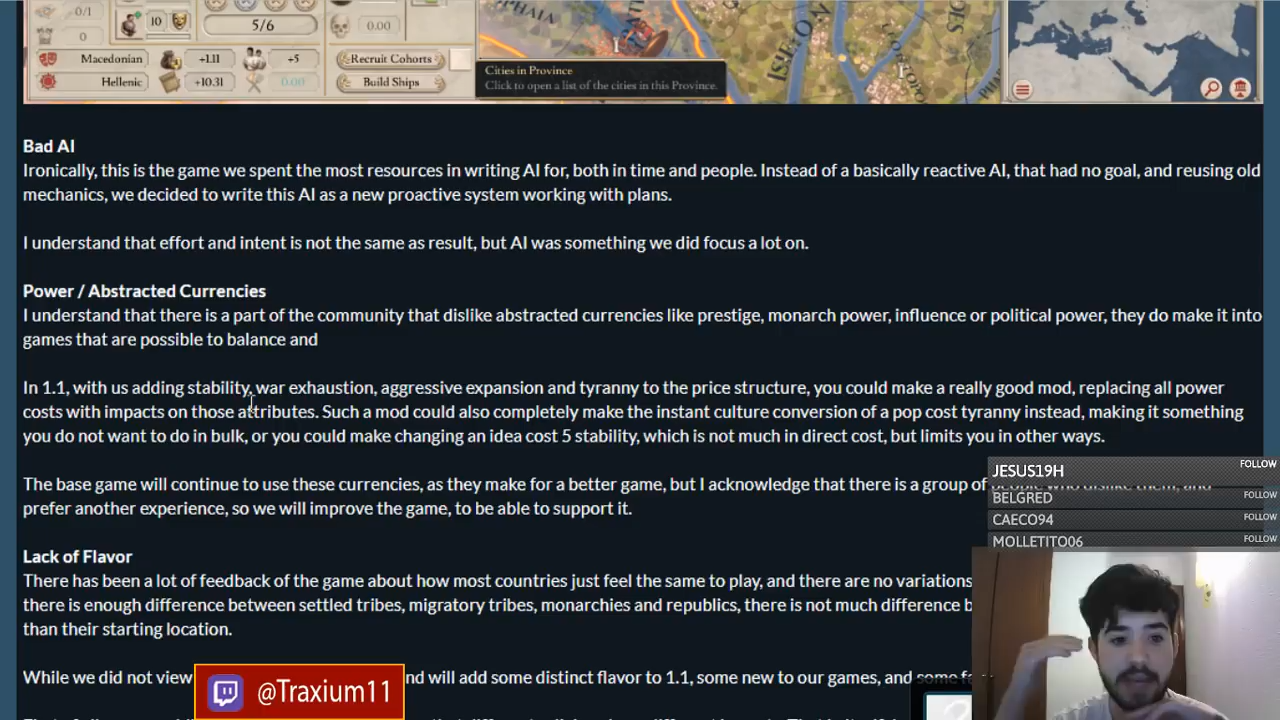 0/1
10
5/6
0.00
0
Macedonian +1.11 +5 Recruit Cohorts
Hellenic +10.31 0.00 Build Ships
Cities in Province
Click to open a list of the cities in this Province.
Bad AI
Ironically, this is the game we spent the most resources in writing AI for, both in time and people. Instead of a basically reactive AI, that had no goal, and reusing old
mechanics, we decided to write this AI as a new proactive system working with plans.
I understand that effort and intent is not the same as result, but AI was something we did focus a lot on.
Power / Abstracted Currencies
I understand that there is a part of the community that dislike abstracted currencies like prestige, monarch power, influence or political power, they do make it into
games that are possible to balance and
In 1.1, with us adding stability, war exhaustion, aggressive expansion and tyranny to the price structure, you could make a really good mod, replacing all power
costs with impacts on those attributes. Such a mod could also completely make the instant culture conversion of a pop cost tyranny instead, making it something
you do not want to do in bulk, or you could make changing an idea cost 5 stability, which is not much in direct cost, but limits you in other ways.
The base game will continue to use these currencies, as they make for a better game, but I acknowledge that there is a group of people who dislike them, and
prefer another experience, so we will improve the game, to be able to support it.
JESUS19H FOLLOW
BELGRED FOLLOW
CAECO94 FOLLOW
MOLLETITO06 FOLLOW
Lack of Flavor
There has been a lot of feedback of the game about how most countries just feel the same to play, and there are no variations
there is enough difference between settled tribes, migratory tribes, monarchies and republics, there is not much difference
than their starting location.
While we did not view nd will add some distinct flavor to 1.1, some new to our games, and some
@Traxium11